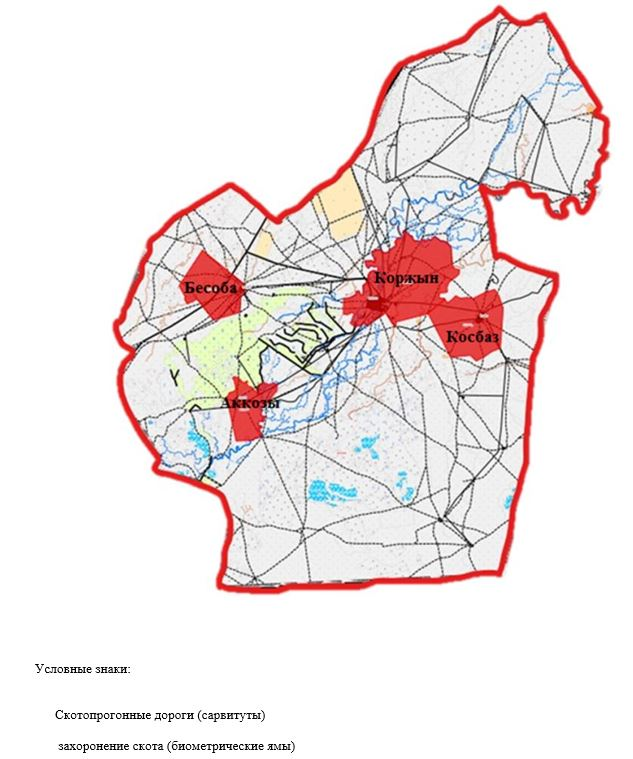 Коржын
Бесоба
Косбаз
Аккозы
Условные знаки:
Скотопрогонные дороги (сарвитуты)
захоронение скота (биометрические ямы)